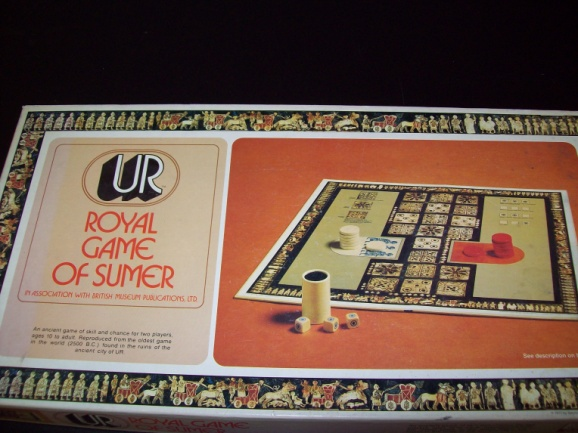 UR
ROYAL
GAME
OF SUMER
IN ASSOCIATION WITH BRITISH MUSEUM PUBLICATIONS, LTD
An ancient game of skill and chance for two players,
ages 10 to adult. Reproduced from the oldest game
in the world (2500 B.C.) found in the ruins of the
ancient city of UR.
See description on
UR
ROYAL GAME